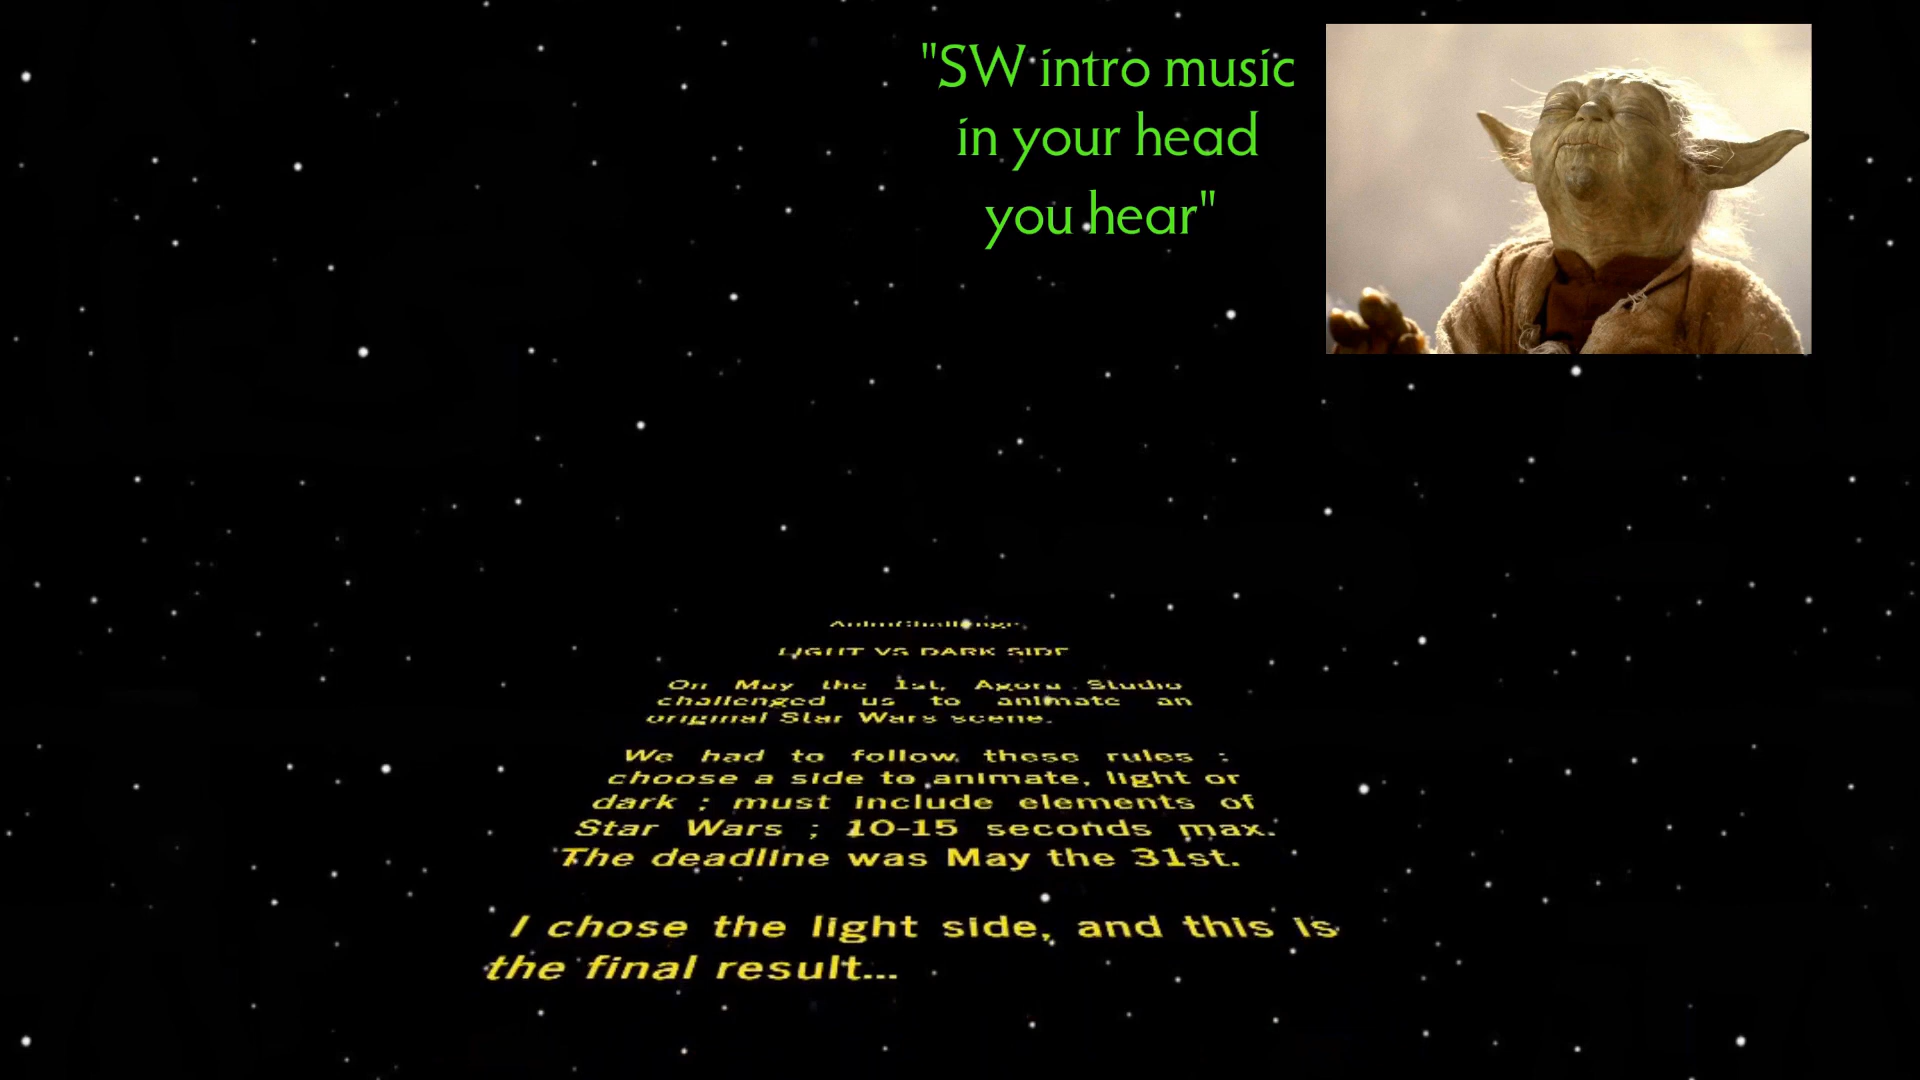 "SW intro music
in your head
you hear"
AnimChallenge
LIGHT VS DARK SIDE
On May the 1st, Agora Studio
challenged us to animate an
original Star Wars scene.
We had to follow these rules :
choose a side to animate, light or
dark ; must include elements of
Star Wars ; 10-15 seconds max.
The deadline was May the 31st.
I chose the light side, and this is
the final result...